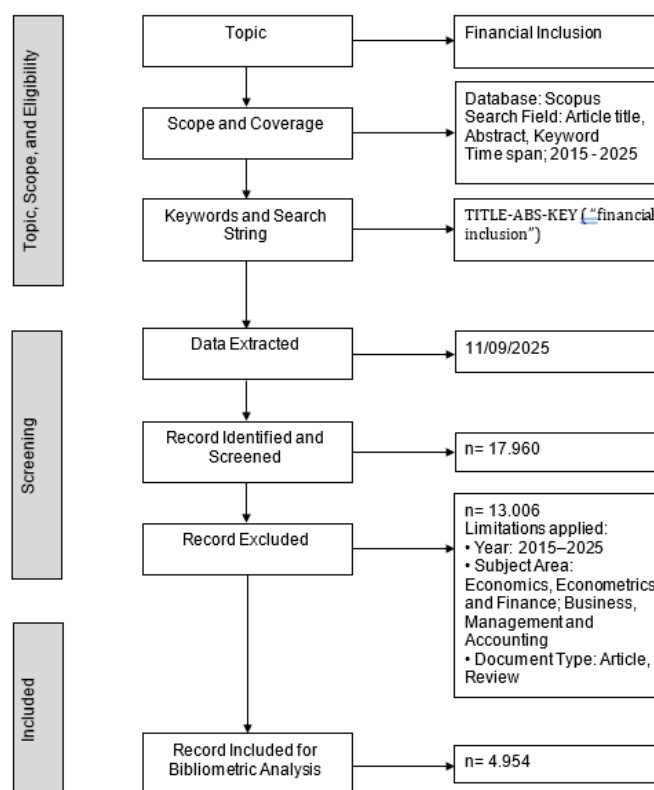 Topic, Scope, and Eligibility
Topic
Financial Inclusion
Scope and Coverage
Database: Scopus
Search Field: Article title,
Abstract, Keyword
Time span; 2015 - 2025
Keywords and Search
String
TITLE-ABS-KEY ( “financial
inclusion”)
Screening
Data Extracted
11/09/2025
Record Identified and
Screened
n= 17.960
Record Excluded
n= 13.006
Limitations applied:
• Year: 2015–2025
• Subject Area:
Economics, Econometrics
and Finance; Business,
Management and
Accounting
• Document Type: Article,
Review
Included
Record Included for
Bibliometric Analysis
n= 4.954